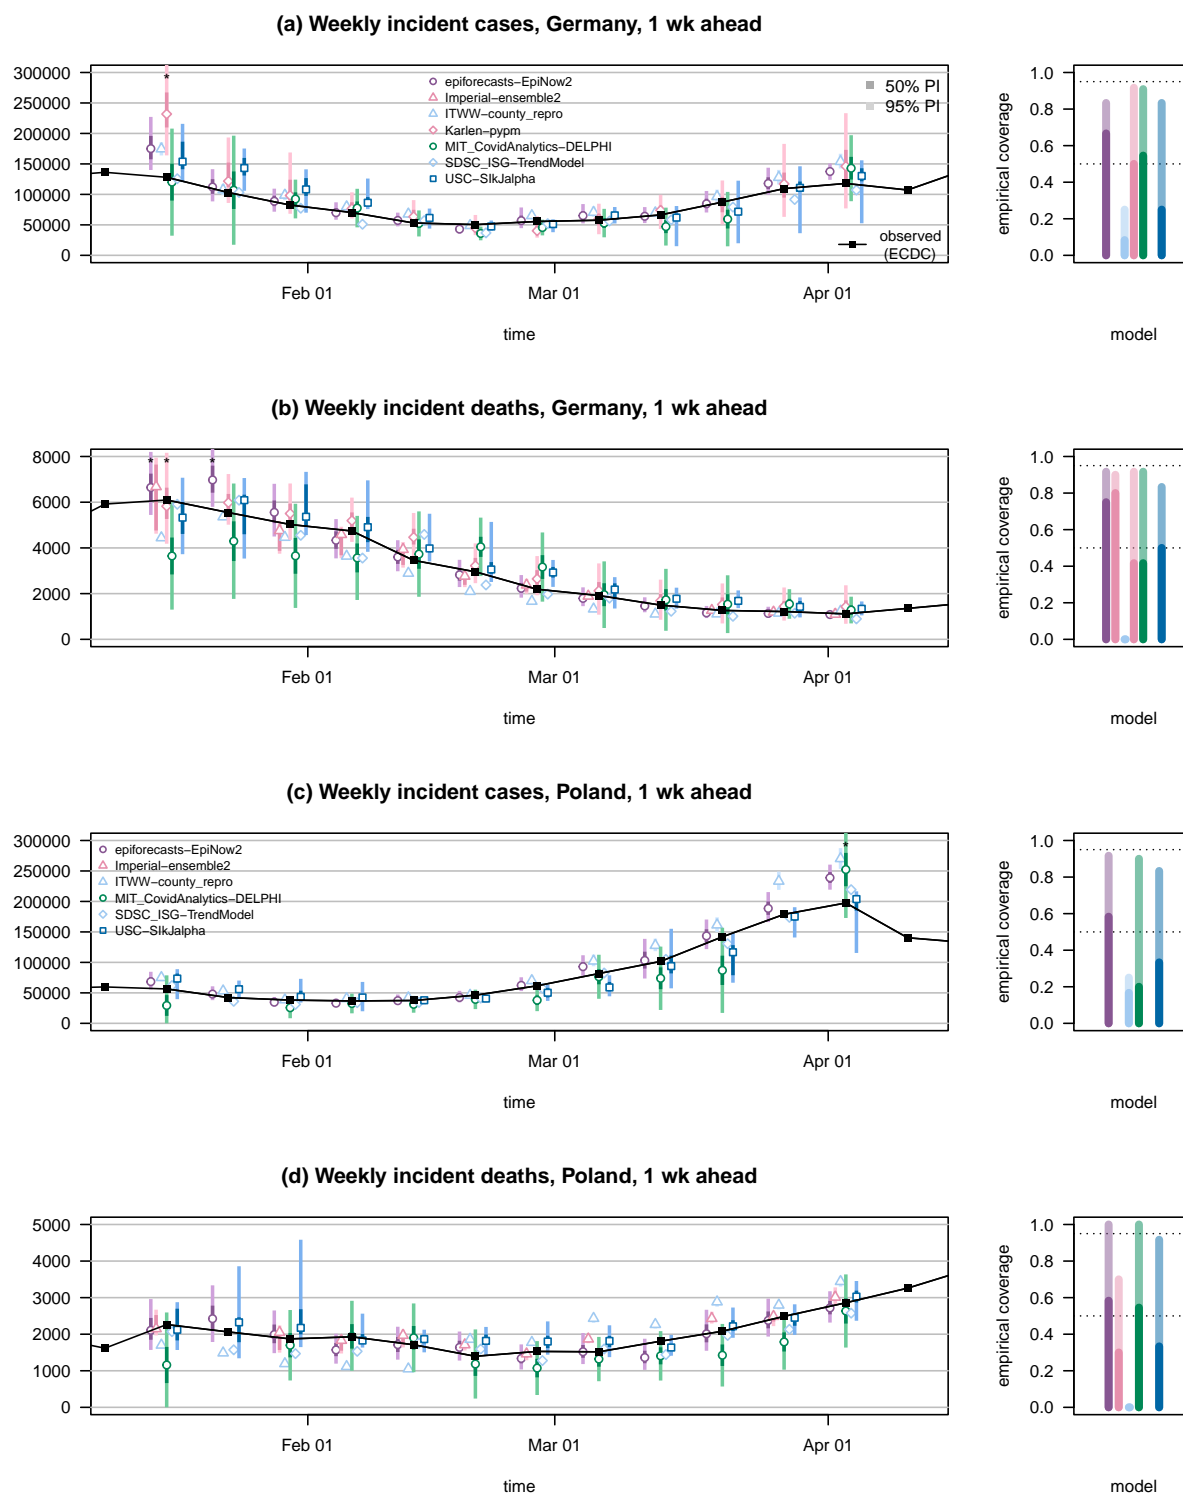 (a) Weekly incident cases, Germany, 1 wk ahead
300000
250000
200000
150000
100000
50000
0
*
epiforecasts−EpiNow2
Imperial−ensemble2
ITWW−county_repro
Karlen−pypm
MIT_CovidAnalytics−DELPHI
SDSC_ISG−TrendModel
USC−SIkJalpha
50% PI
95% PI
observed
(ECDC)
Feb 01
Mar 01
Apr 01
time
empirical coverage
1.0
0.8
0.6
0.4
0.2
0.0
model
(b) Weekly incident deaths, Germany, 1 wk ahead
8000
6000
4000
2000
0
* * *
Feb 01
Mar 01
Apr 01
time
empirical coverage
1.0
0.8
0.6
0.4
0.2
0.0
model
(c) Weekly incident cases, Poland, 1 wk ahead
300000
250000
200000
150000
100000
50000
0
epiforecasts−EpiNow2
Imperial−ensemble2
ITWW−county_repro
MIT_CovidAnalytics−DELPHI
SDSC_ISG−TrendModel
USC−SIkJalpha
*
Feb 01
Mar 01
Apr 01
time
empirical coverage
1.0
0.8
0.6
0.4
0.2
0.0
model
(d) Weekly incident deaths, Poland, 1 wk ahead
5000
4000
3000
2000
1000
0
Feb 01
Mar 01
Apr 01
time
empirical coverage
1.0
0.8
0.6
0.4
0.2
0.0
model